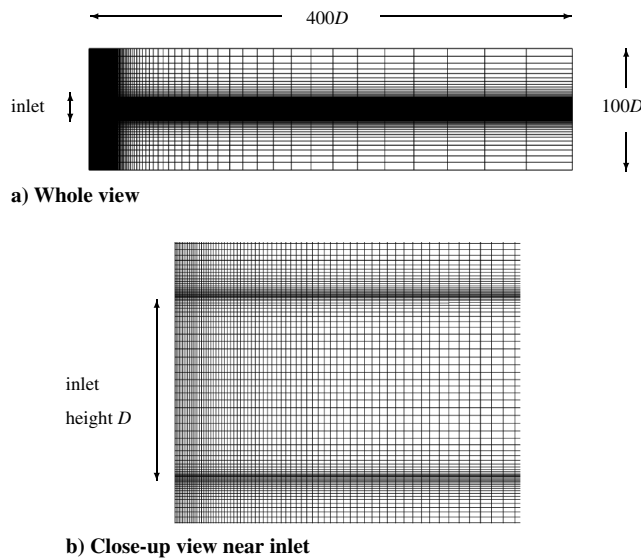 400D
inlet
100D
a) Whole view
inlet
height D
b) Close-up view near inlet